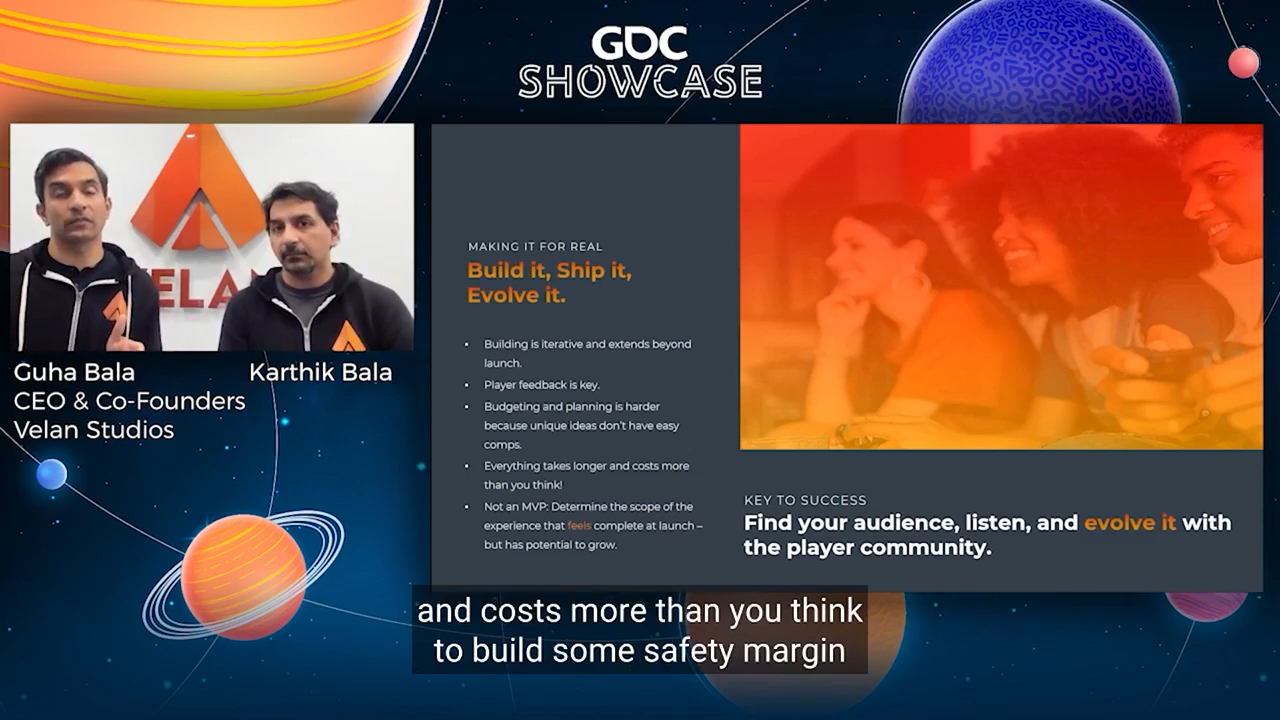 GDC
SHOWCASE
VELAN
Guha Bala
Karthik Bala
CEO & Co-Founders
Velan Studios
MAKING IT FOR REAL
Build it, Ship it,
Evolve it.
• Building is iterative and extends beyond
launch.
• Player feedback is key.
• Budgeting and planning is harder
because unique ideas don't have easy
comps.
• Everything takes longer and costs more
than you think!
• Not an MVP: Determine the scope of the
experience that feels complete at launch –
but has potential to grow.
KEY TO SUCCESS
Find your audience, listen, and evolve it with
the player community.
and costs more than you think
to build some safety margin